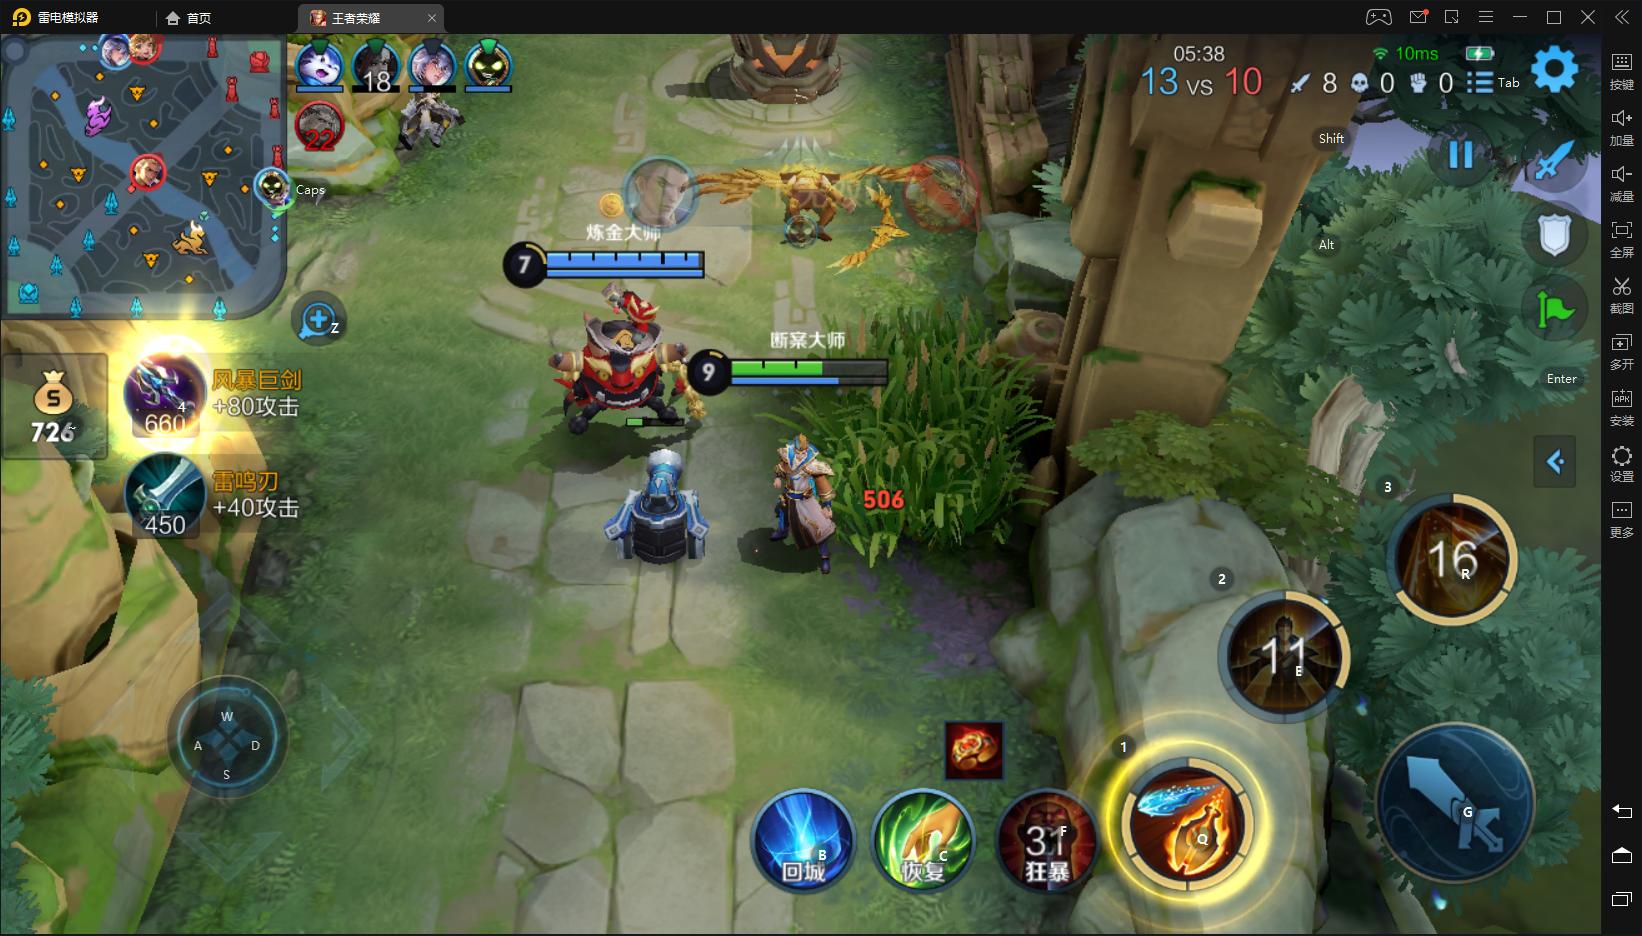 雷电模拟器
首页
王者荣耀
18
22
Caps
Z
05:38
13 vs 10
10ms
8
0
0
Tab
Shift
Alt
Enter
炼金大师
7
断案大师
9
506
726
风暴巨剑
+80攻击
4
660
雷鸣刃
+40攻击
450
W
A
D
S
B
回城
C
恢复
31
F
狂暴
1
Q
2
11
E
3
16
R
G
按键
加量
减量
全屏
截图
多开
APK
安装
设置
更多